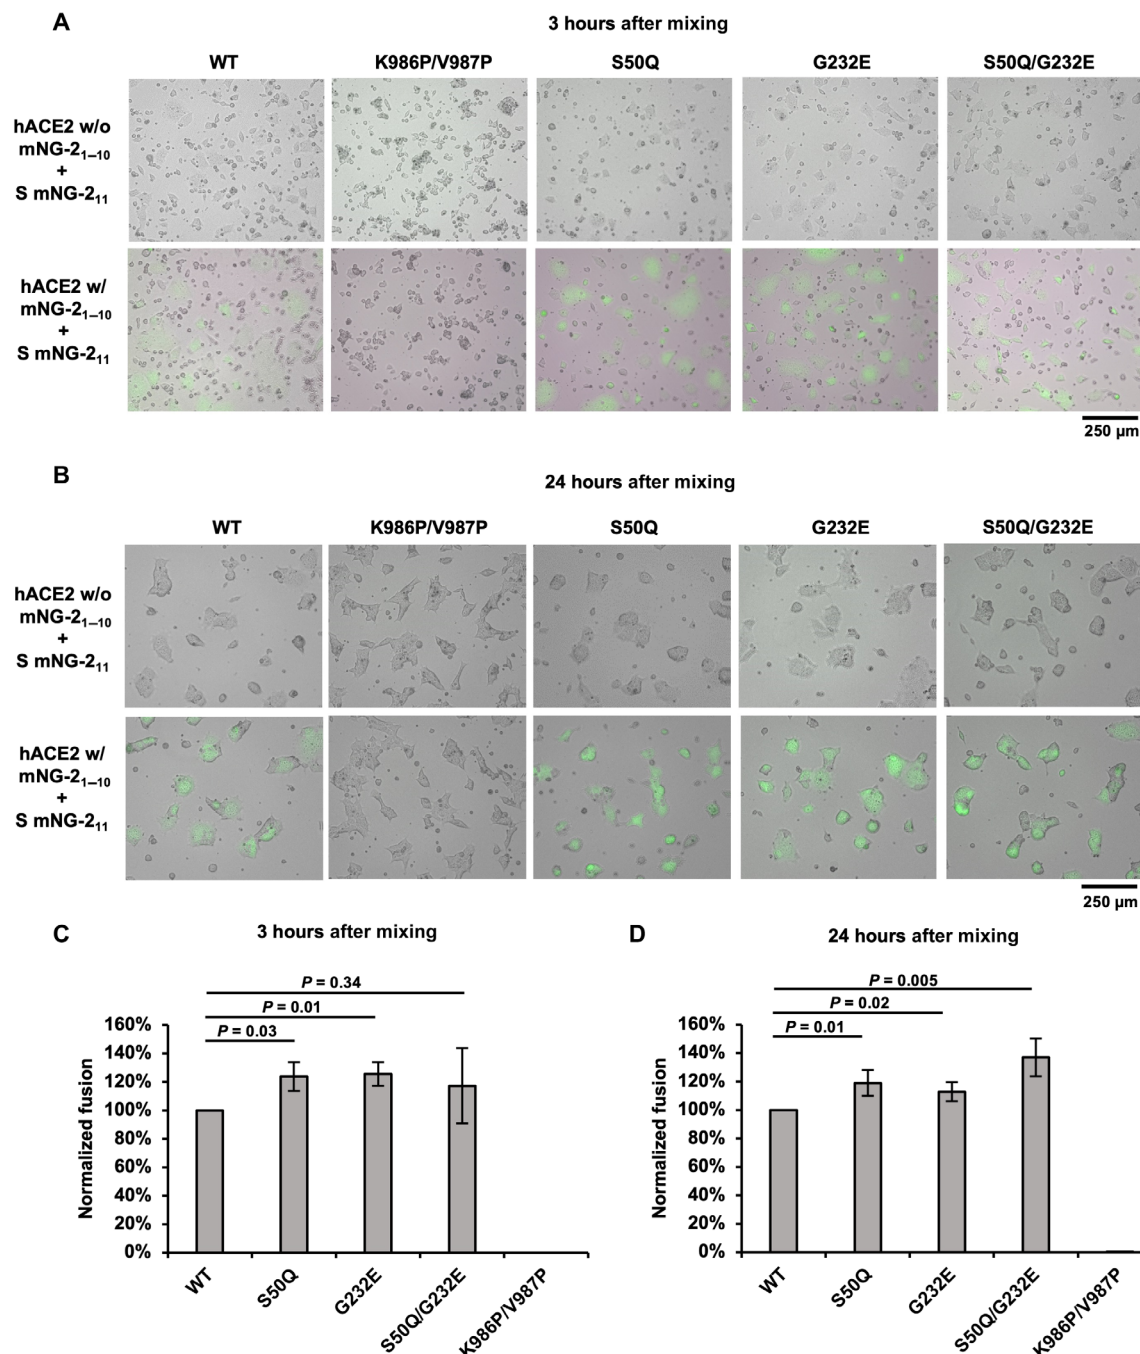 A
3 hours after mixing
WT K986P/V987P S50Q G232E S50Q/G232E
hACE2 w/o
mNG-2₁₋₁₀
+
S mNG-2₁₁
hACE2 w/
mNG-2₁₋₁₀
+
S mNG-2₁₁
250 µm
B
24 hours after mixing
WT K986P/V987P S50Q G232E S50Q/G232E
hACE2 w/o
mNG-2₁₋₁₀
+
S mNG-2₁₁
hACE2 w/
mNG-2₁₋₁₀
+
S mNG-2₁₁
250 µm
C
3 hours after mixing
P = 0.34
P = 0.01
P = 0.03
Normalized fusion
160%
140%
120%
100%
80%
60%
40%
20%
0%
WT
S50Q
G232E
S50Q/G232E
K986P/V987P
D
24 hours after mixing
P = 0.005
P = 0.02
P = 0.01
Normalized fusion
160%
140%
120%
100%
80%
60%
40%
20%
0%
WT
S50Q
G232E
S50Q/G232E
K986P/V987P